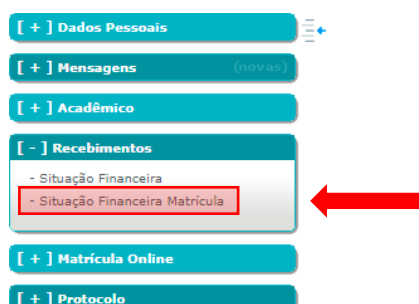 [ + ] Dados Pessoais
[ + ] Mensagens (novas)
[ + ] Acadêmico
[ - ] Recebimentos
- Situação Financeira
- Situação Financeira Matrícula
[ + ] Matrícula Online
[ + ] Protocolo